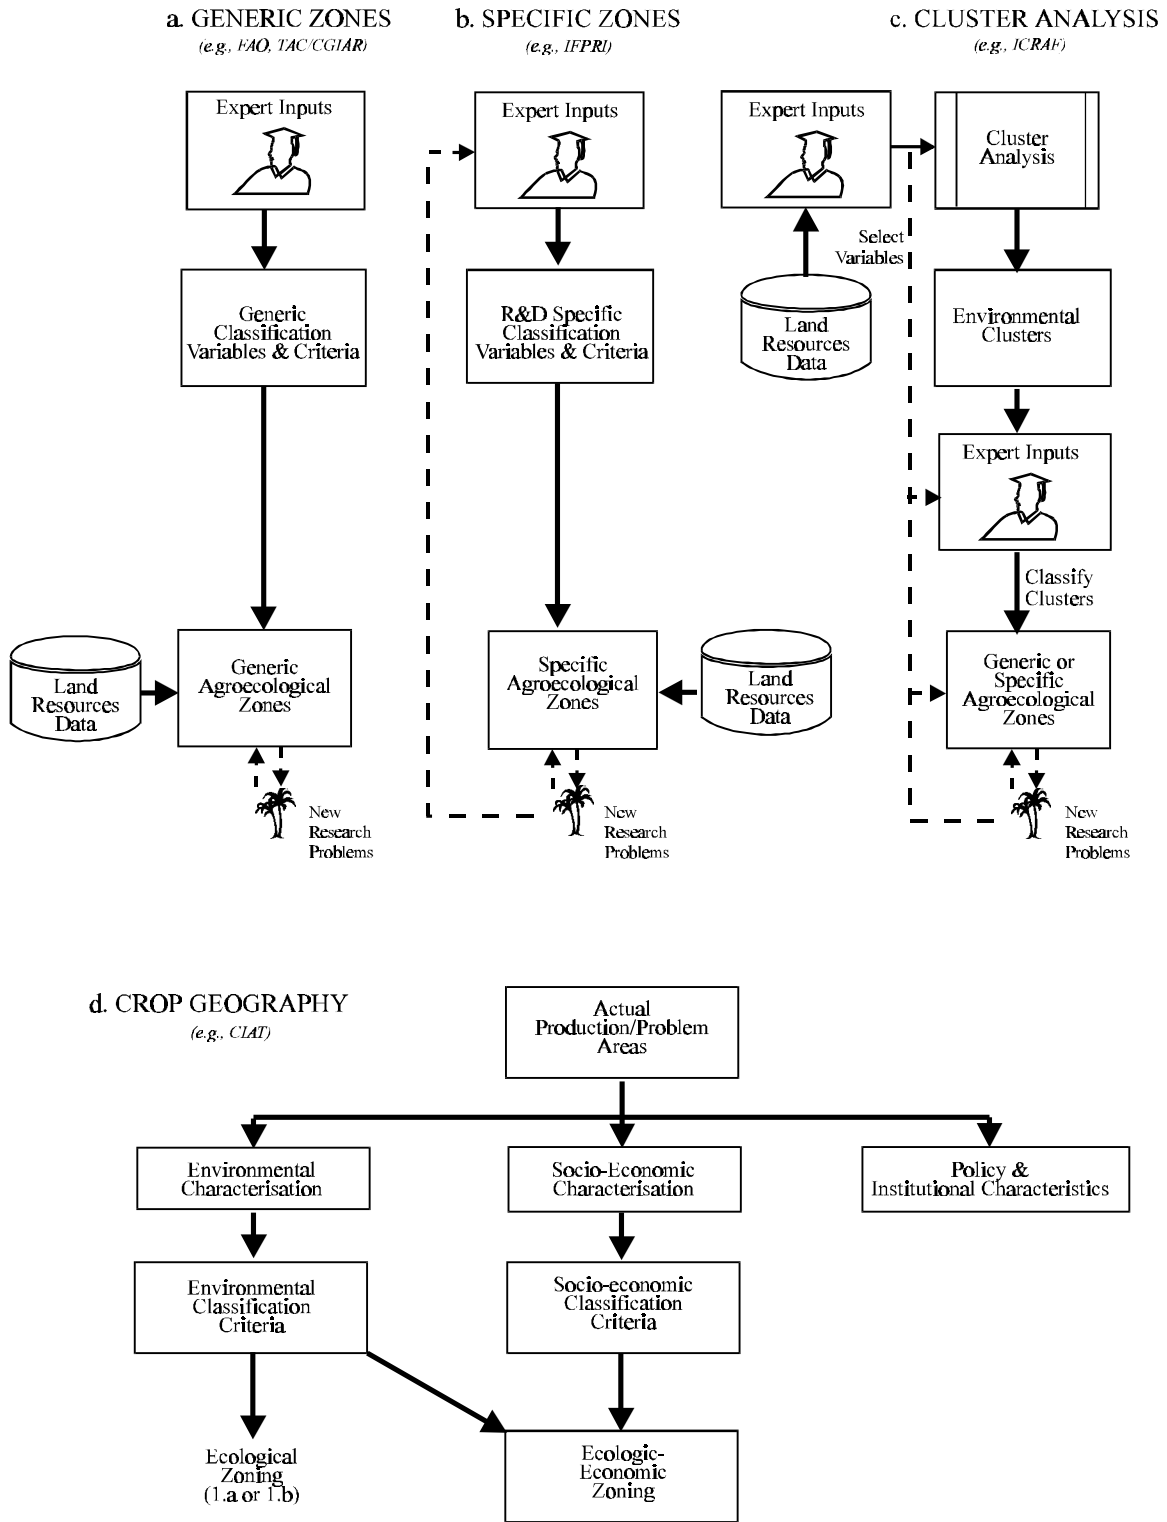 a. GENERIC ZONES
(e.g., FAO, TAC/CGIAR)
Expert Inputs
Generic
Classification
Variables & Criteria
Generic
Agroecological
Zones
Land
Resources
Data
New
Research
Problems
b. SPECIFIC ZONES
(e.g., IFPRI)
Expert Inputs
R&D Specific
Classification
Variables & Criteria
Specific
Agroecological
Zones
Land
Resources
Data
New
Research
Problems
c. CLUSTER ANALYSIS
(e.g., ICRAF)
Expert Inputs
Cluster
Analysis
Select
Variables
Land
Resources
Data
Environmental
Clusters
Expert Inputs
Classify
Clusters
Generic or
Specific
Agroecological
Zones
New
Research
Problems
d. CROP GEOGRAPHY
(e.g., CIAT)
Actual
Production/Problem
Areas
Environmental
Characterisation
Socio-Economic
Characterisation
Policy &
Institutional Characteristics
Environmental
Classification
Criteria
Socio-economic
Classification
Criteria
Ecological
Zoning
(1.a or 1.b)
Ecologic-
Economic
Zoning